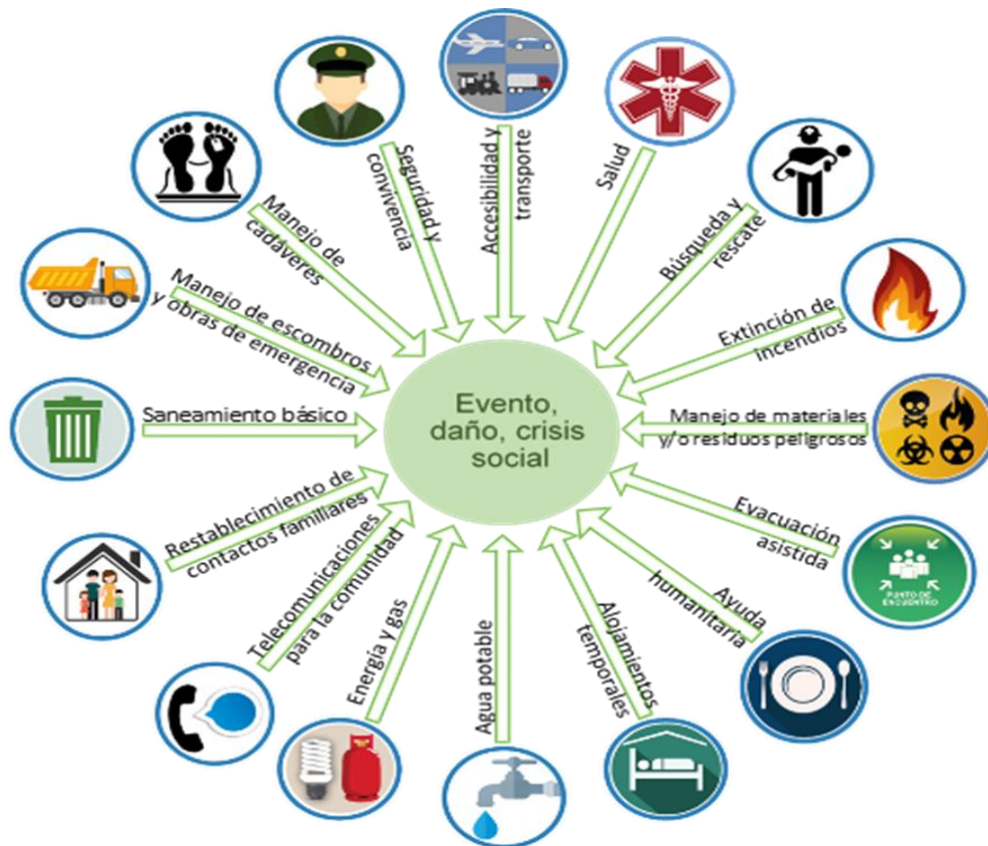 Accesibilidad y
transporte
Salud
Búsqueda y
rescate
Extinción de
incendios
Manejo de materiales
y/o residuos peligrosos
Evacuación
asistida
PUNTO DE
ENCUENTRO
Ayuda
humanitaria
Alojamientos
temporales
Agua potable
Energía y gas
Telecomunicaciones
para la comunidad
Restablecimiento de
contactos familiares
Saneamiento básico
Manejo de escombros
y obras de emergencia
Manejo de
cadáveres
Seguridad y
convivencia
Evento,
daño, crisis
social